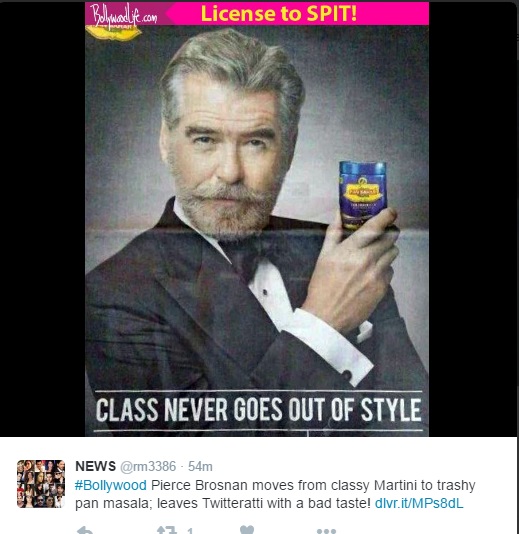 BollywoodLife.com
License to SPIT!
CLASS NEVER GOES OUT OF STYLE
NEWS @rm3386 · 54m
#Bollywood Pierce Brosnan moves from classy Martini to trashy
pan masala; leaves Twitteratti with a bad taste! dlvr.it/MPs8dL
1